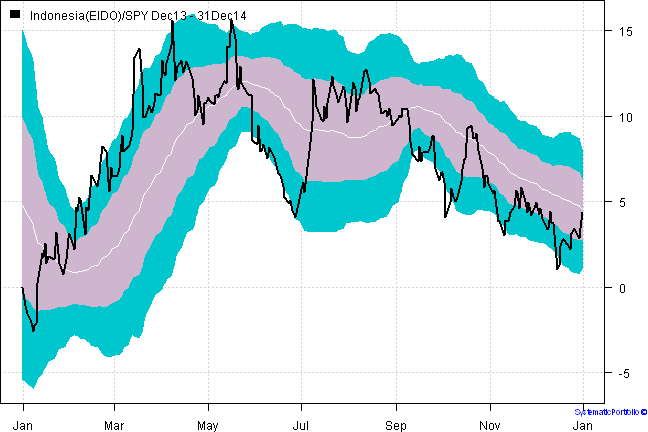 Indonesia(EIDO)/SPY Dec13 - 31Dec14
15
10
5
0
-5
Jan Mar May Jul Sep Nov Jan
SystematicPortfolio ©